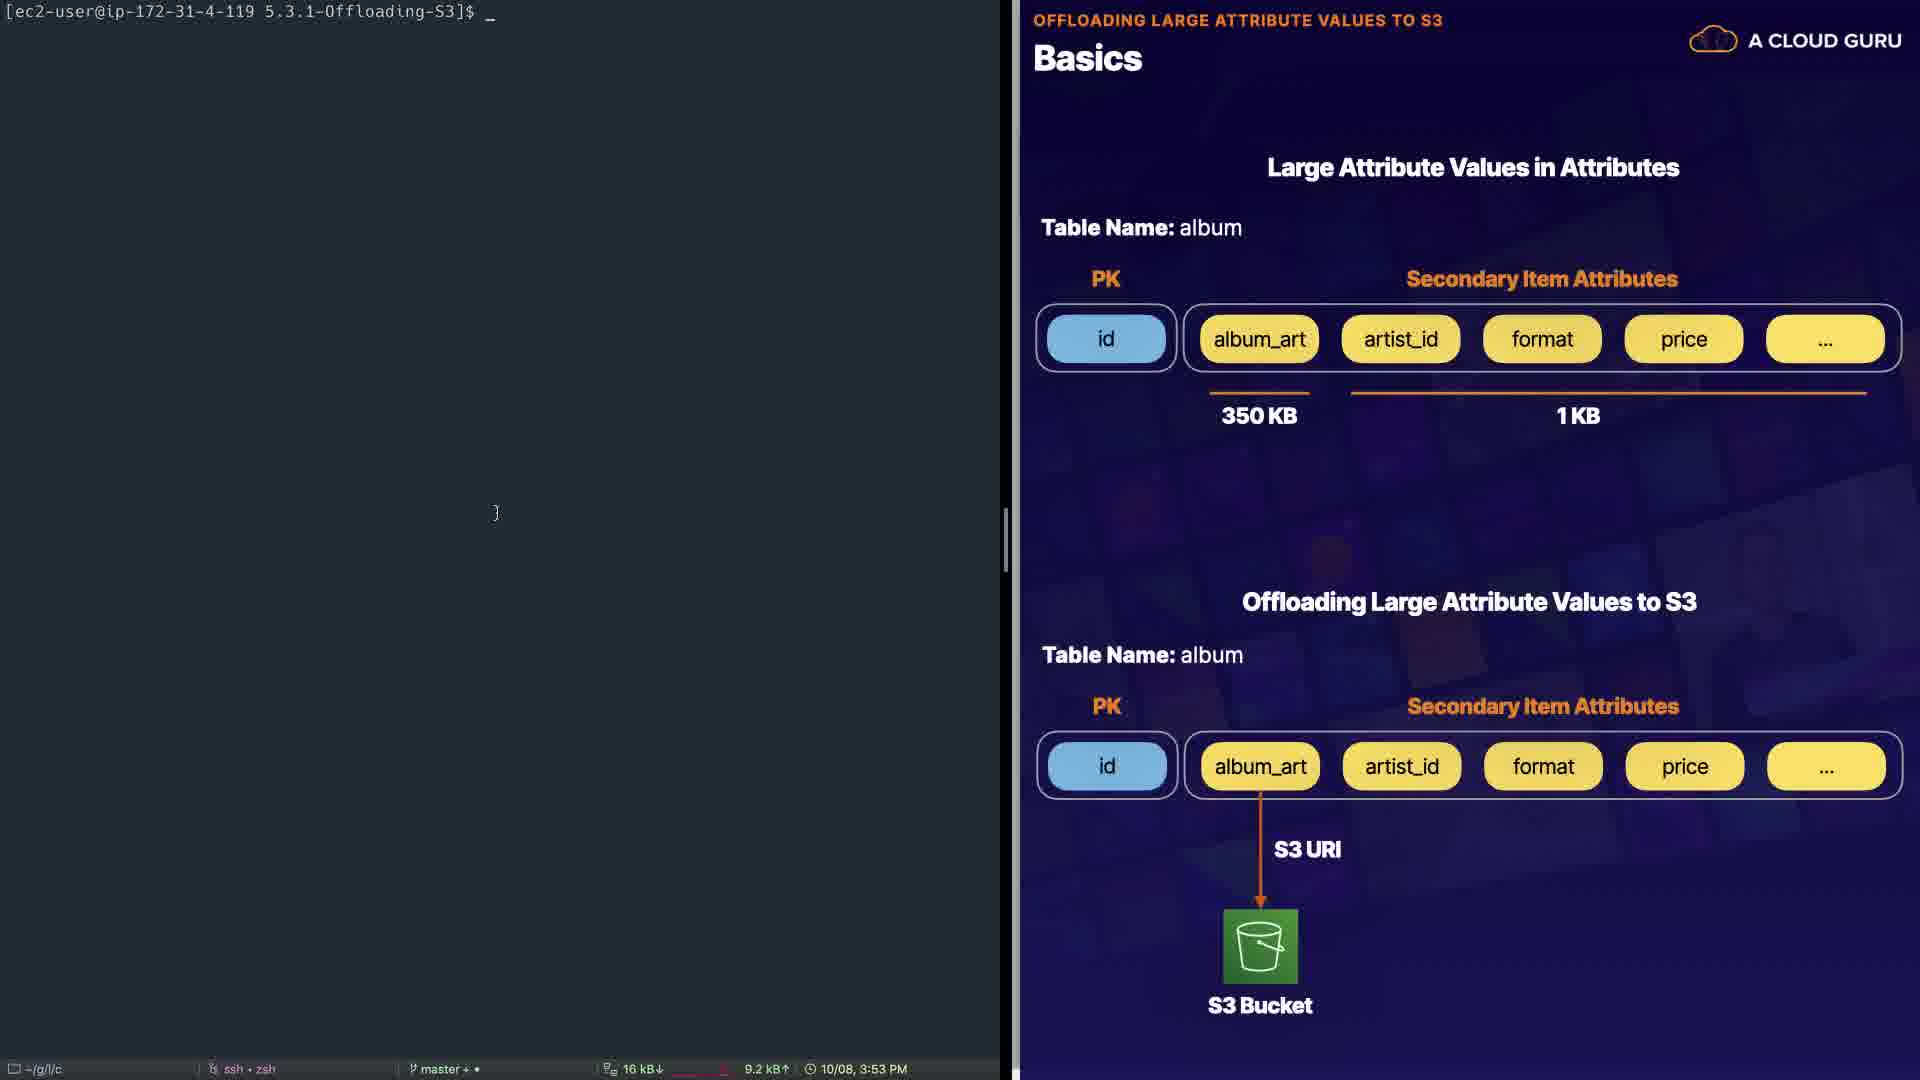 [ec2-user@ip-172-31-4-119 5.3.1-Offloading-S3]$ _
~/g/l/c
ssh • zsh
master + •
16 kB↓
9.2 kB↑
10/08, 3:53 PM
OFFLOADING LARGE ATTRIBUTE VALUES TO S3
A CLOUD GURU
Basics
Large Attribute Values in Attributes
Table Name: album
PK Secondary Item Attributes
id album_art artist_id format price ...
350 KB 1 KB
Offloading Large Attribute Values to S3
Table Name: album
PK Secondary Item Attributes
id album_art artist_id format price ...
S3 URI
S3 Bucket